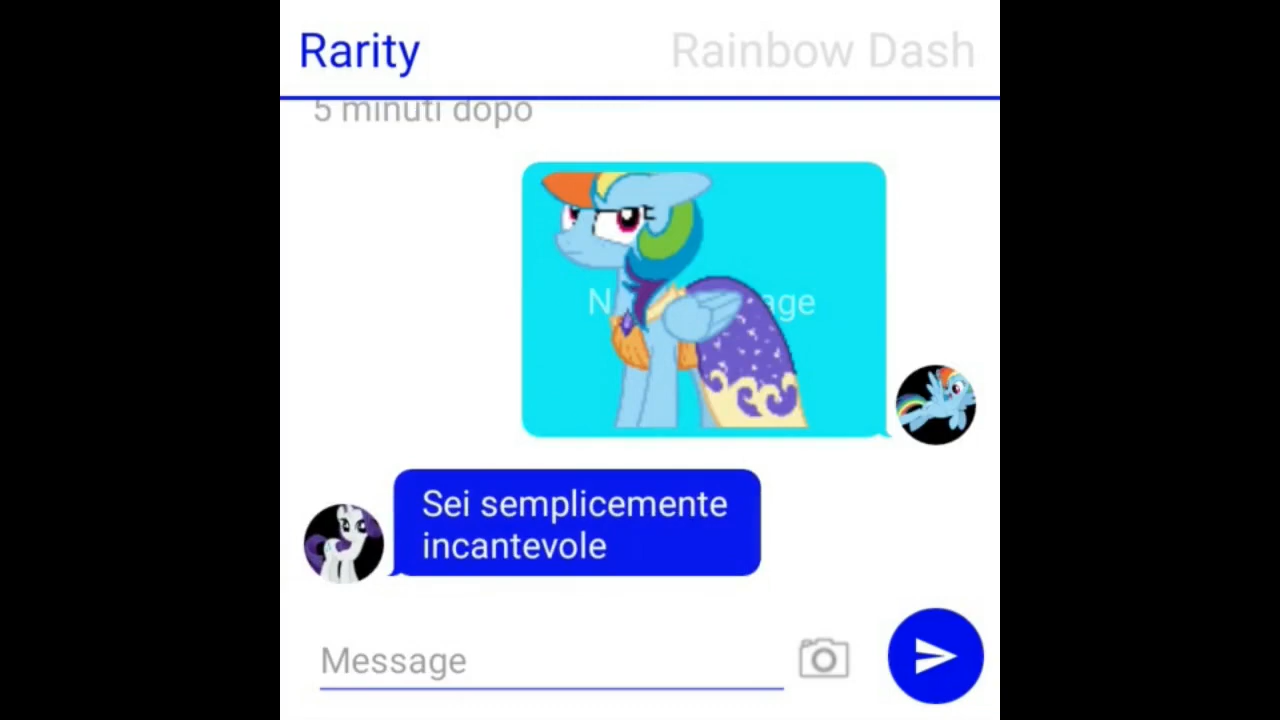 Rarity
Rainbow Dash
5 minuti dopo
Sei semplicemente
incantevole
Message